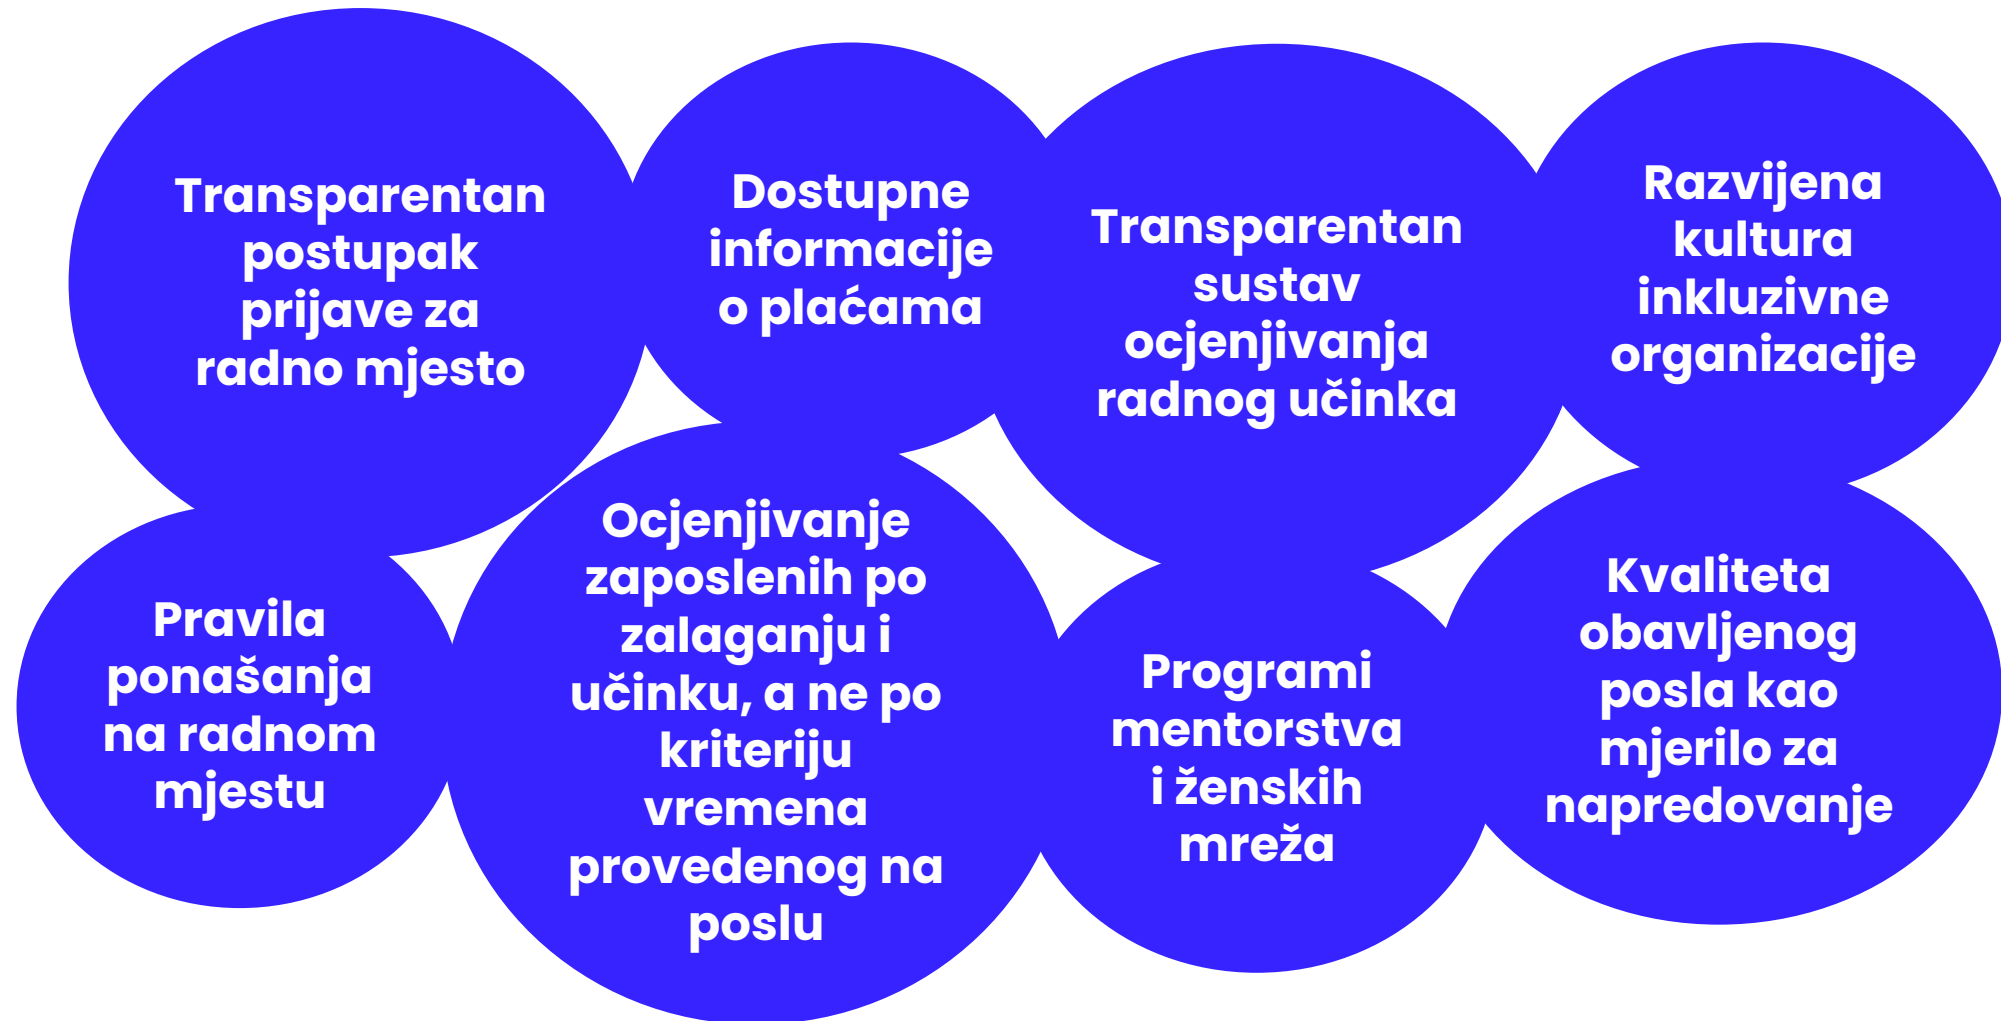 Transparentan
postupak
prijave za
radno mjesto
Dostupne
informacije
o plaćama
Transparentan
sustav
ocjenjivanja
radnog učinka
Razvijena
kultura
inkluzivne
organizacije
Pravila
ponašanja
na radnom
mjestu
Ocjenjivanje
zaposlenih po
zalaganju i
učinku, a ne po
kriteriju
vremena
provedenog na
poslu
Programi
mentorstva
i ženskih
mreža
Kvaliteta
obavljenog
posla kao
mjerilo za
napredovanje